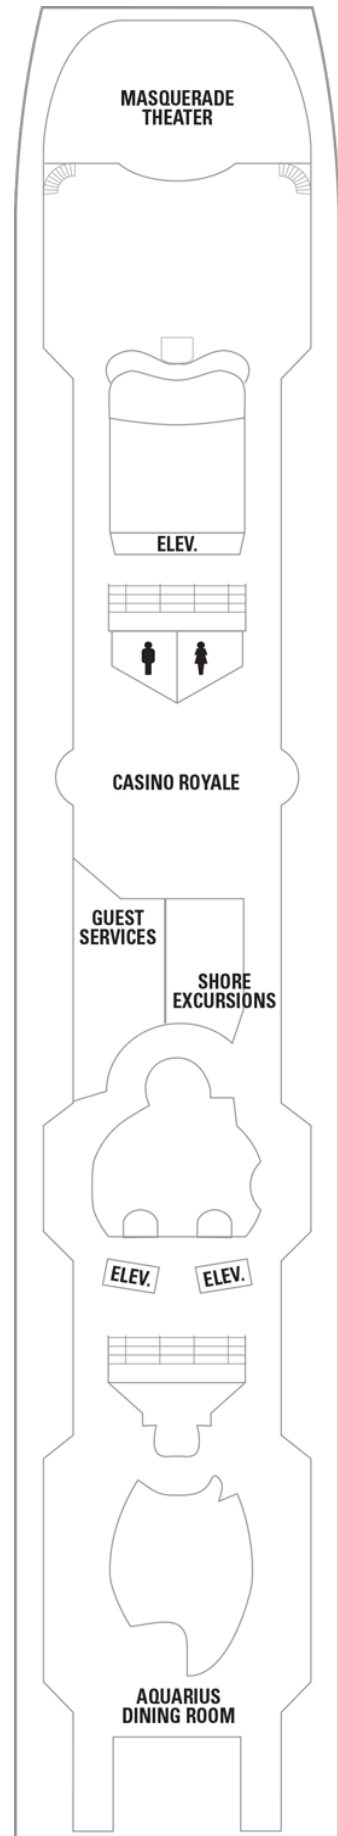 MASQUERADE
THEATER
ELEV.
CASINO ROYALE
GUEST
SERVICES
SHORE
EXCURSIONS
ELEV.
ELEV.
AQUARIUS
DINING ROOM